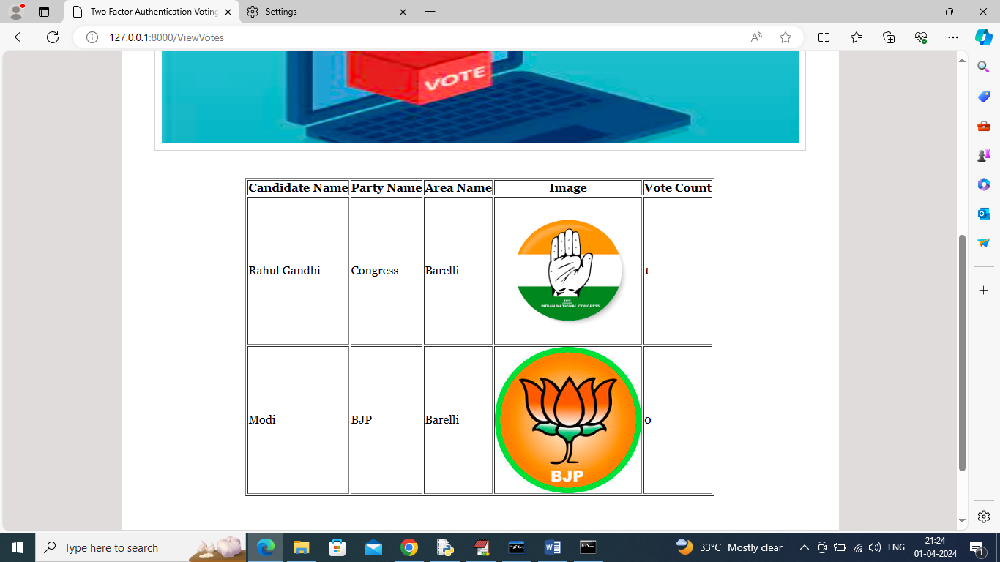 Two Factor Authentication Voting
Settings
127.0.0.1:8000/ViewVotes
VOTE
Candidate Name Party Name Area Name Image Vote Count
INC
INDIAN NATIONAL CONGRESS
Rahul Gandhi Congress Barelli 1
Modi BJP Barelli 0
BJP
Type here to search
33°C Mostly clear
ENG
21:24
01-04-2024
1